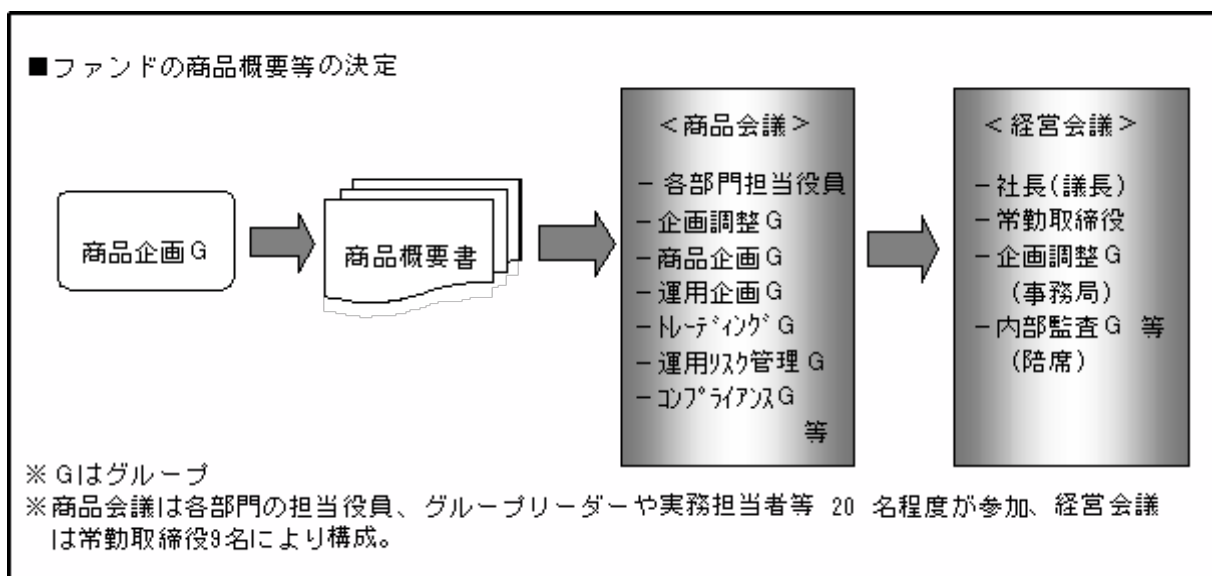 ■ファンドの商品概要等の決定
商品企画G
商品概要書
＜商品会議＞
－各部門担当役員
－企画調整G
－商品企画G
－運用企画G
－ﾄﾚｰﾃﾞｨﾝｸﾞG
－運用ﾘｽｸ管理G
－ｺﾝﾌﾟﾗｲｱﾝｽG
等
＜経営会議＞
－社長(議長)
－常勤取締役
－企画調整G
(事務局)
－内部監査G 等
(陪席)
※Gはグループ
※商品会議は各部門の担当役員、グループリーダーや実務担当者等 20 名程度が参加、経営会議
は常勤取締役9名により構成。